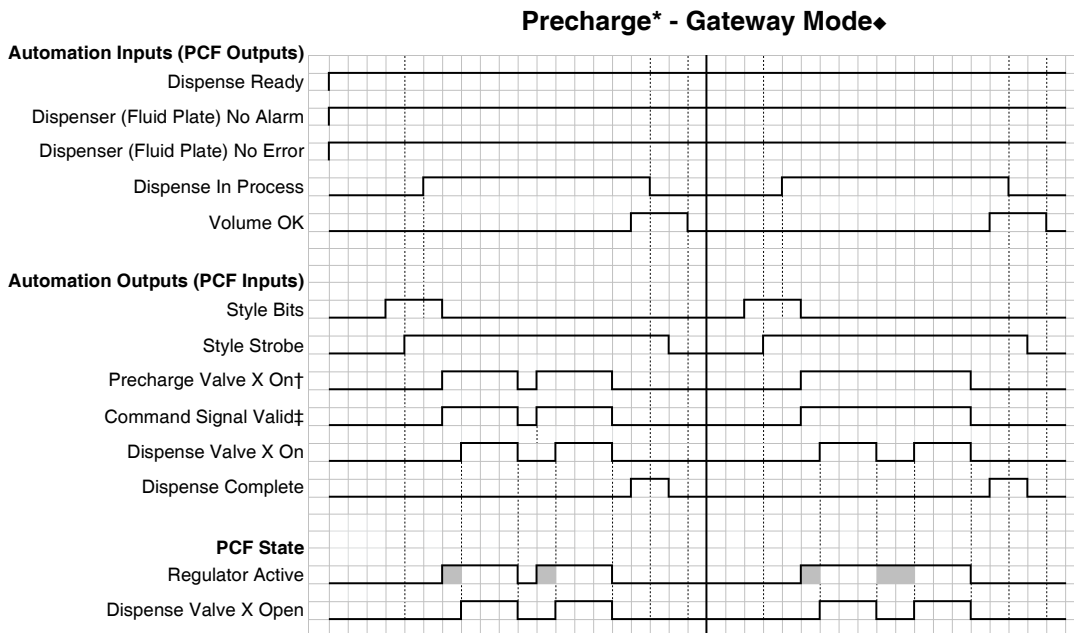 Precharge* - Gateway Mode◆
Automation Inputs (PCF Outputs)
Dispense Ready
Dispenser (Fluid Plate) No Alarm
Dispenser (Fluid Plate) No Error
Dispense In Process
Volume OK
Automation Outputs (PCF Inputs)
Style Bits
Style Strobe
Precharge Valve X On†
Command Signal Valid‡
Dispense Valve X On
Dispense Complete
PCF State
Regulator Active
Dispense Valve X Open